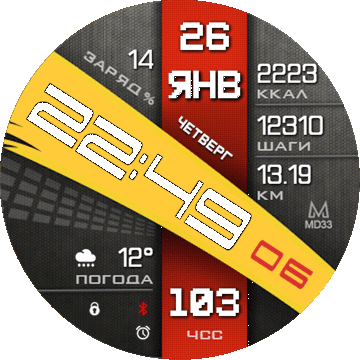 26
ЯНВ
ЧЕТВЕРГ
14
ЗАРЯД %
2223
ККАЛ
12310
ШАГИ
13.19
КМ
MD33
22:49
06
12°
ПОГОДА
103
ЧСС